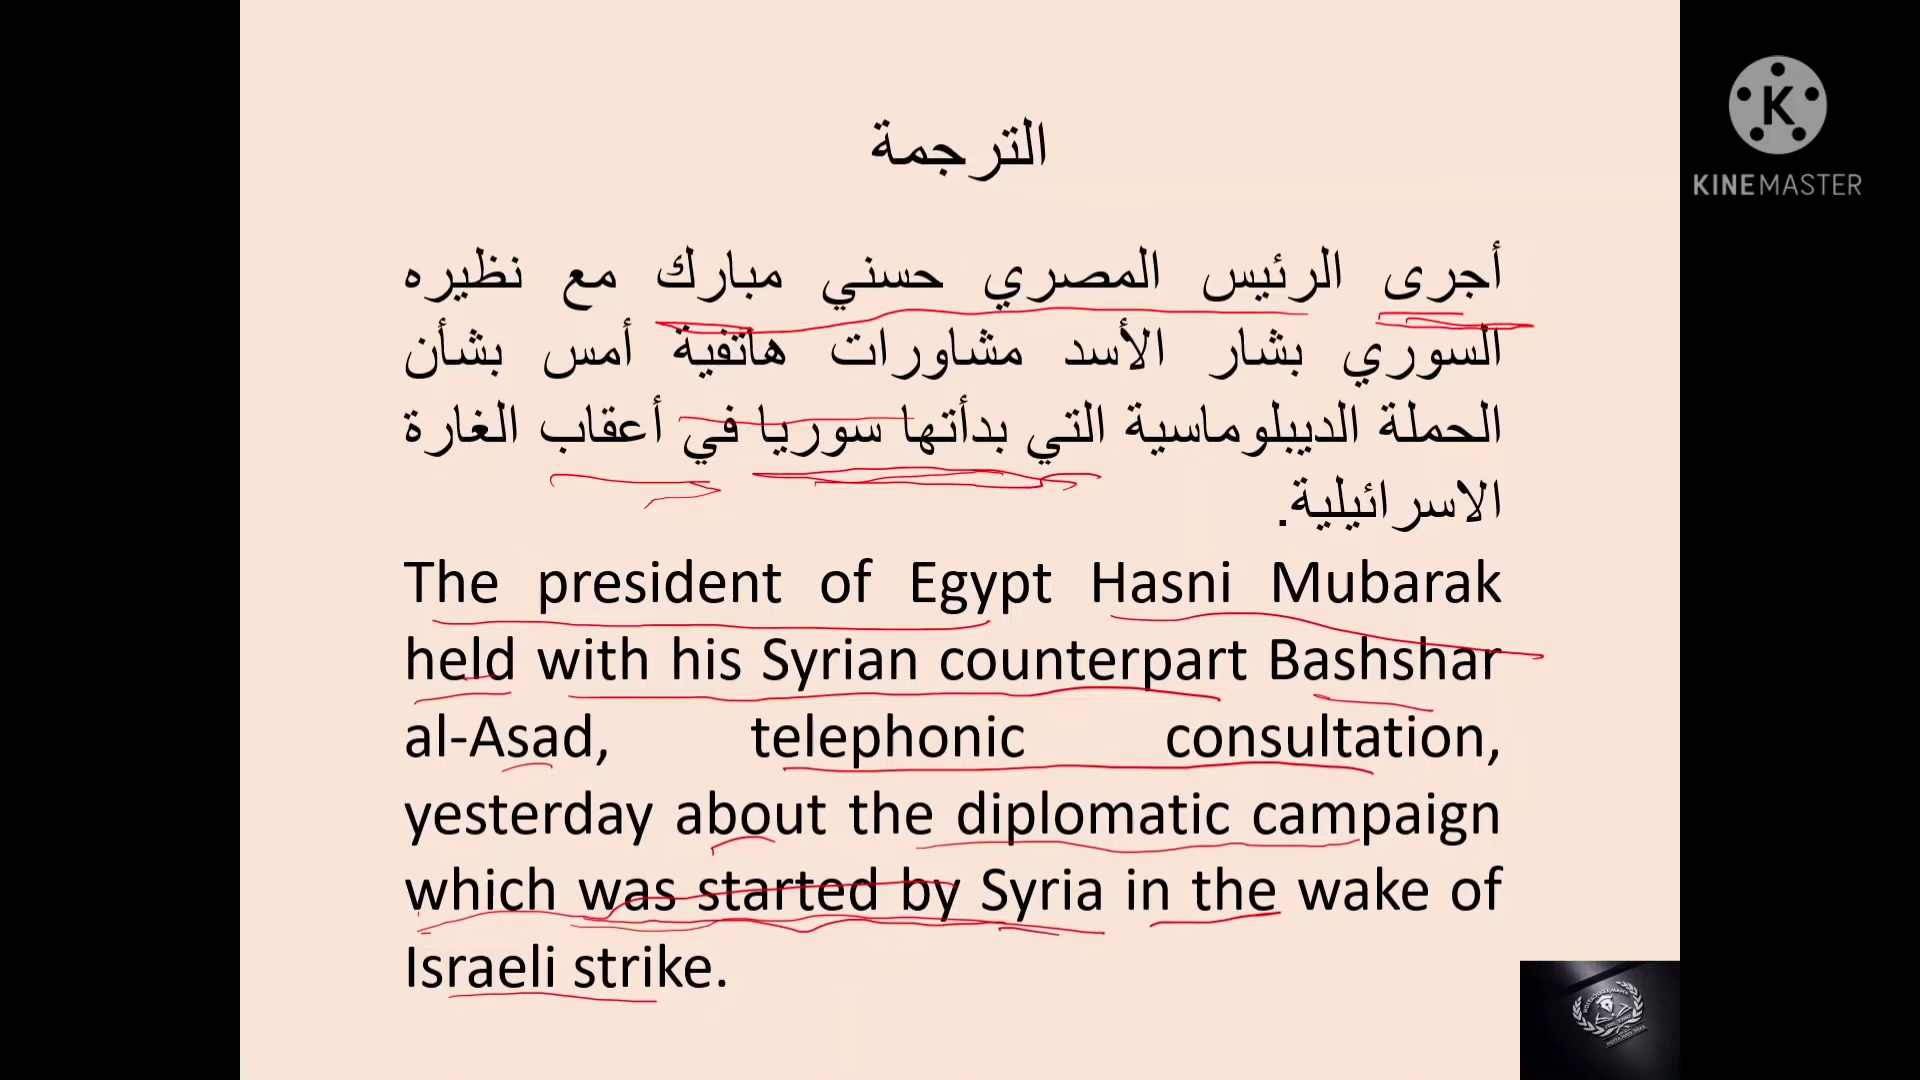 الترجمة
K
KINEMASTER
أجرى الرئيس المصري حسني مبارك مع نظيره
السوري بشار الأسد مشاورات هاتفية أمس بشأن
الحملة الديبلوماسية التي بدأتها سوريا في أعقاب الغارة
الاسرائيلية.
The president of Egypt Hasni Mubarak
held with his Syrian counterpart Bashshar
al-Asad, telephonic consultation,
yesterday about the diplomatic campaign
which was started by Syria in the wake of
Israeli strike.